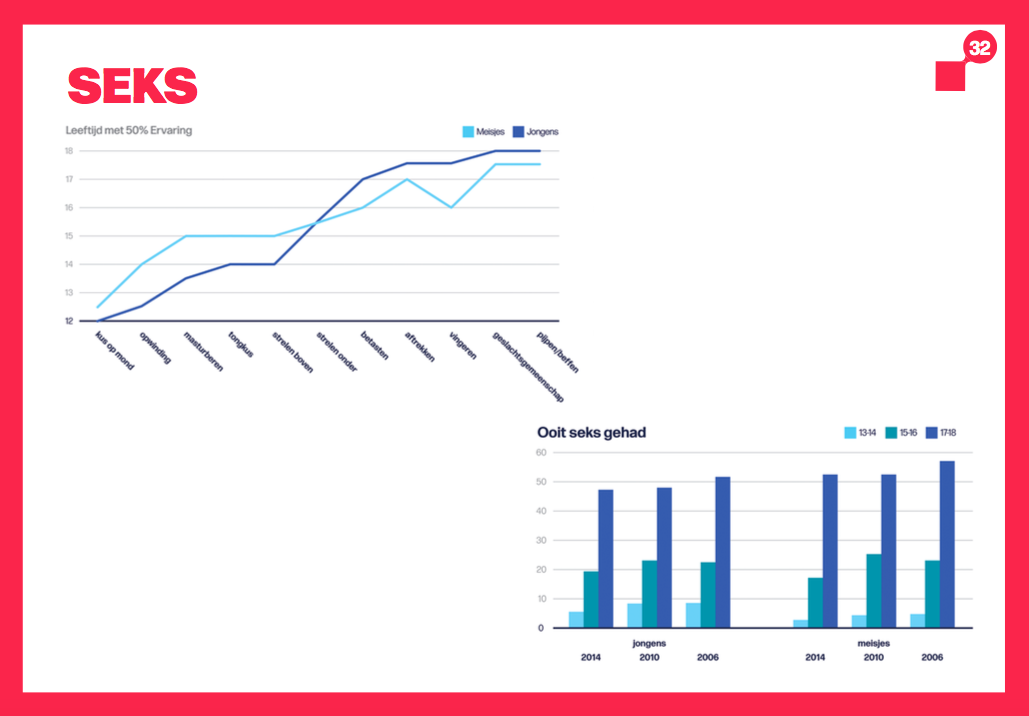 32
SEKS
Leeftijd met 50% Ervaring
Meisjes Jongens
18
17
16
15
14
13
12
kus op mond
opwinding
masturberen
tongkus
strelen boven
strelen onder
betasten
aftrekken
vingeren
geslachtsgemeenschap
pijpen/beffen
Ooit seks gehad
13-14 15-16 17-18
60
50
40
30
20
10
0
jongens meisjes
2014 2010 2006 2014 2010 2006